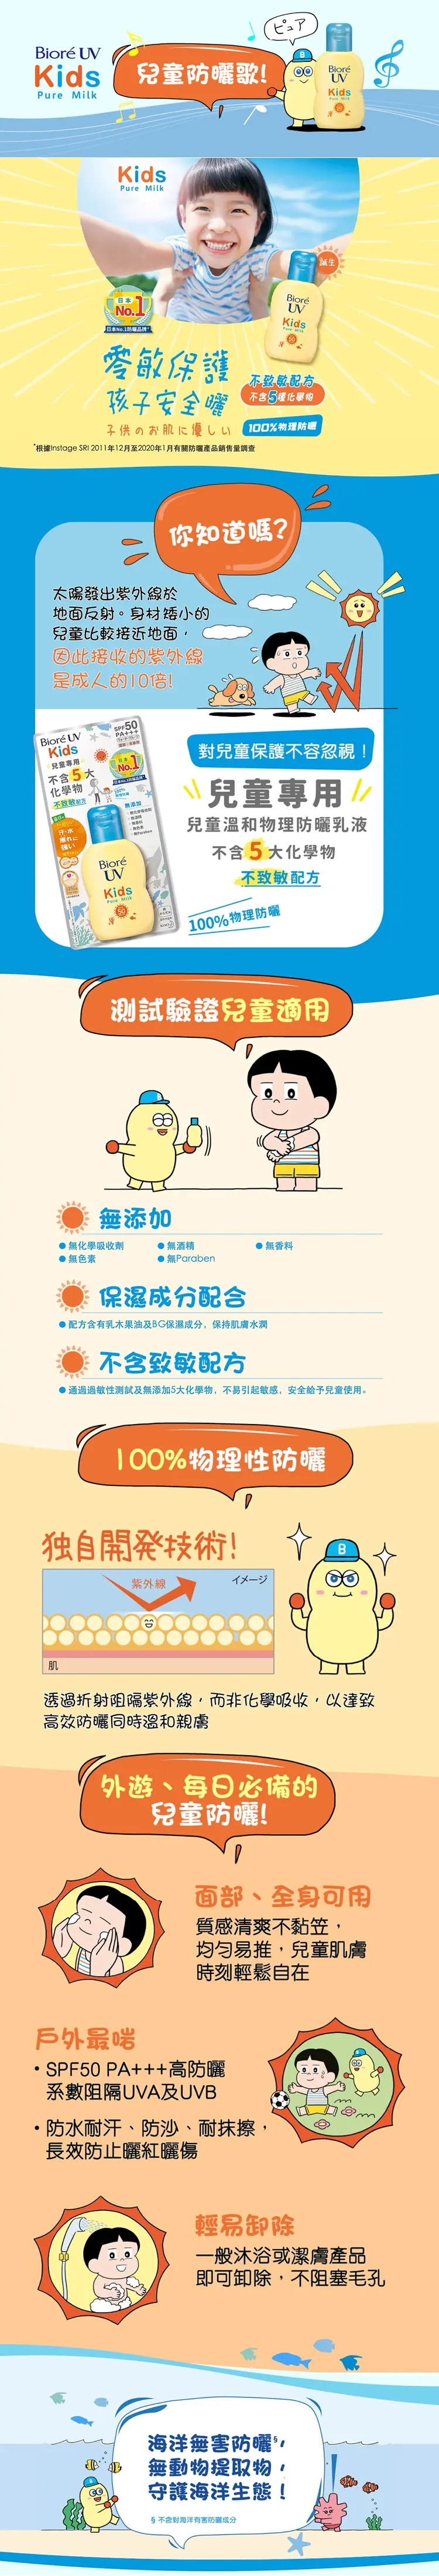 Bioré UV
Kids
Pure Milk
兒童防曬歌!
ピュア
B
Bioré
UV
Kids
Pure Milk
50
Kids
Pure Milk
誕生
日本
No.1
日本No.1防曬品牌*
Bioré
UV
Kids
Pure Milk
50
零敏保護
孩子安全曬
子供のお肌に優しい
不致敏配方
不含5種化學物
100%物理防曬
*根據Instage SRI 2011年12月至2020年1月有關防曬產品銷售量調查
你知道嗎?
太陽發出紫外線於
地面反射。身材矮小的
兒童比較接近地面，
因此接收的紫外線
是成人的10倍!
Bioré UV
Kids
兒童專用
不含5大
化學物
不致敏配方
SPF50
PA+++
日本
No.1
無添加
汗·水
擦れに
強い
Bioré
UV
Kids
Pure Milk
50
對兒童保護不容忽視！
兒童專用
兒童溫和物理防曬乳液
不含5大化學物
不致敏配方
100%物理防曬
測試驗證兒童適用
無添加
● 無化學吸收劑
● 無酒精
● 無香料
● 無色素
● 無Paraben
保濕成分配合
● 配方含有乳木果油及BG保濕成分，保持肌膚水潤
不含致敏配方
● 通過過敏性測試及無添加5大化學物，不易引起敏感，安全給予兒童使用。
100%物理性防曬
独自開発技術!
紫外線
イメージ
肌
B
透過折射阻隔紫外線，而非化學吸收，以達致
高效防曬同時溫和親膚
外遊、每日必備的
兒童防曬!
面部、全身可用
質感清爽不黏笠，
均勻易推，兒童肌膚
時刻輕鬆自在
戶外最啱
• SPF50 PA+++高防曬
係數阻隔UVA及UVB
• 防水耐汗、防沙、耐抹擦，
長效防止曬紅曬傷
輕易卸除
一般沐浴或潔膚產品
即可卸除，不阻塞毛孔
海洋無害防曬§，
無動物提取物，
守護海洋生態！
§ 不含對海洋有害防曬成分